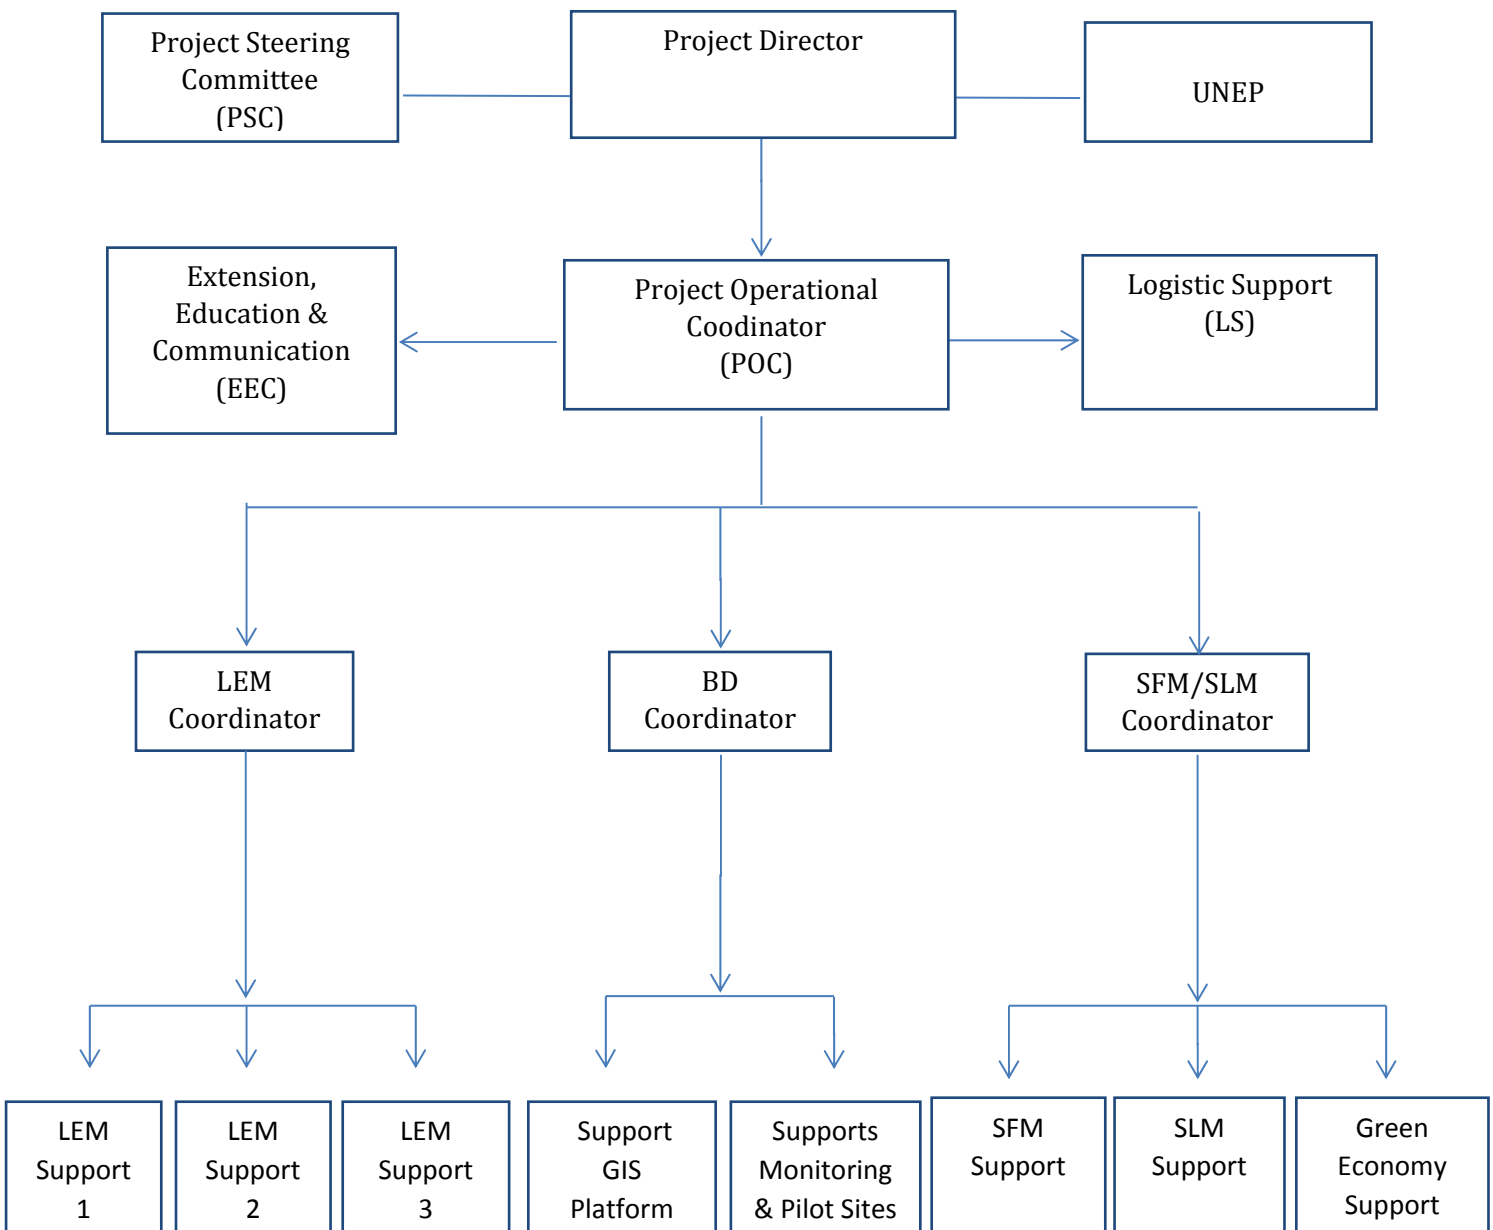 Project Steering
Committee
(PSC)
Project Director
UNEP
Extension,
Education &
Communication
(EEC)
Project Operational
Coodinator
(POC)
Logistic Support
(LS)
LEM
Coordinator
BD
Coordinator
SFM/SLM
Coordinator
LEM
Support
1
LEM
Support
2
LEM
Support
3
Support
GIS
Platform
Supports
Monitoring
& Pilot Sites
SFM
Support
SLM
Support
Green
Economy
Support